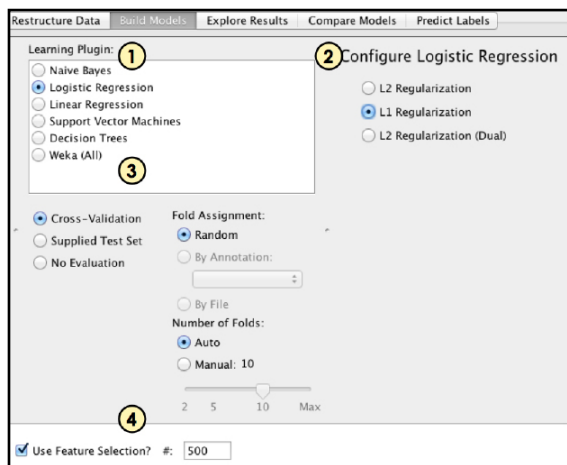 Restructure Data Build Models Explore Results Compare Models Predict Labels
Learning Plugin: 1
Naive Bayes
Logistic Regression
Linear Regression
Support Vector Machines
Decision Trees
Weka (All)
3
2 Configure Logistic Regression
L2 Regularization
L1 Regularization
L2 Regularization (Dual)
Cross-Validation
Supplied Test Set
No Evaluation
Fold Assignment:
Random
By Annotation:
By File
Number of Folds:
Auto
Manual: 10
2 5 10 Max
4
Use Feature Selection? #: 500